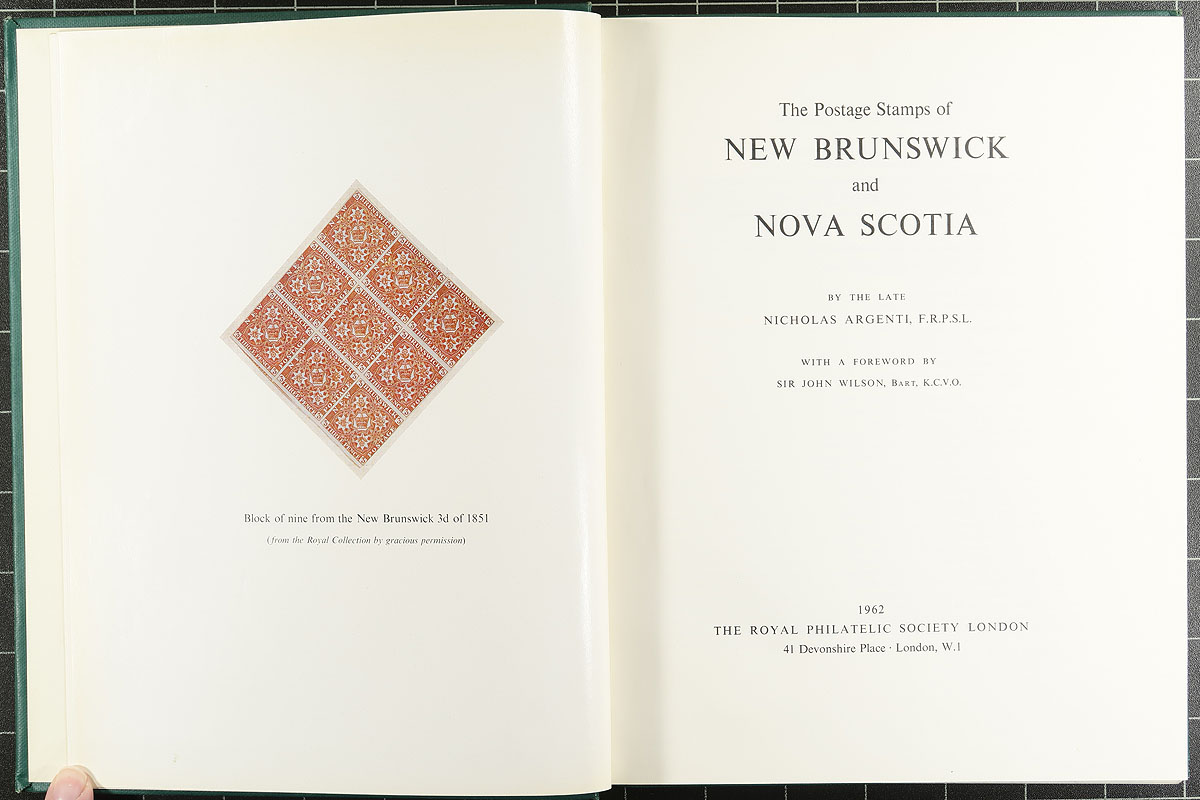 Block of nine from the New Brunswick 3d of 1851
(from the Royal Collection by gracious permission)
The Postage Stamps of
NEW BRUNSWICK
and
NOVA SCOTIA
BY THE LATE
NICHOLAS ARGENTI, F.R.P.S.L.
WITH A FOREWORD BY
SIR JOHN WILSON, BART, K.C.V.O.
1962
THE ROYAL PHILATELIC SOCIETY LONDON
41 Devonshire Place · London, W.1